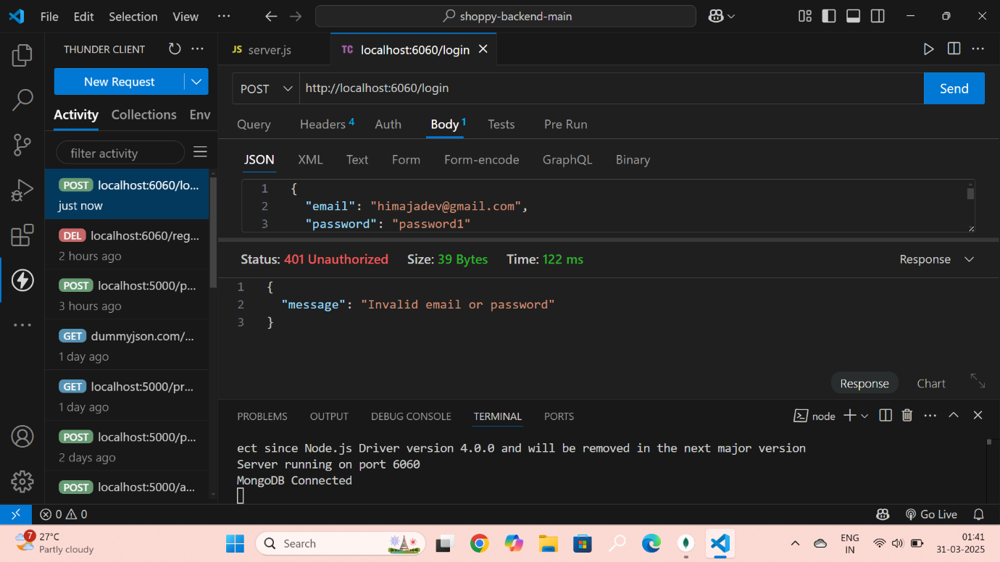 File Edit Selection View ··· shoppy-backend-main
THUNDER CLIENT ···
New Request
Activity Collections Env
filter activity
POST localhost:6060/lo...
just now
DEL localhost:6060/reg...
2 hours ago
POST localhost:5000/p...
3 hours ago
GET dummyjson.com/...
1 day ago
GET localhost:5000/pr...
1 day ago
POST localhost:5000/p...
2 days ago
POST localhost:5000/a...
JS server.js TC localhost:6060/login
POST http://localhost:6060/login Send
Query Headers 4 Auth Body 1 Tests Pre Run
JSON XML Text Form Form-encode GraphQL Binary
1 {
2 "email": "himajadev@gmail.com",
3 "password": "password1"
Status: 401 Unauthorized Size: 39 Bytes Time: 122 ms Response
1 {
2 "message": "Invalid email or password"
3 }
Response Chart
PROBLEMS OUTPUT DEBUG CONSOLE TERMINAL PORTS node
ect since Node.js Driver version 4.0.0 and will be removed in the next major version
Server running on port 6060
MongoDB Connected
0 0 Go Live
7 27°C
Partly cloudy
Search
ENG
IN
01:41
31-03-2025